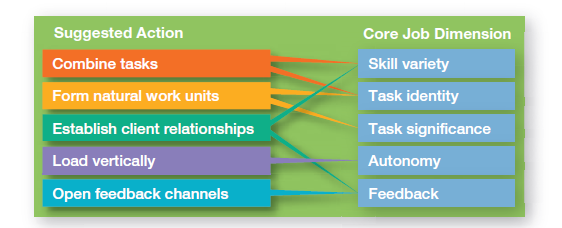 Suggested Action
Core Job Dimension
Combine tasks
Skill variety
Form natural work units
Task identity
Establish client relationships
Task significance
Load vertically
Autonomy
Open feedback channels
Feedback